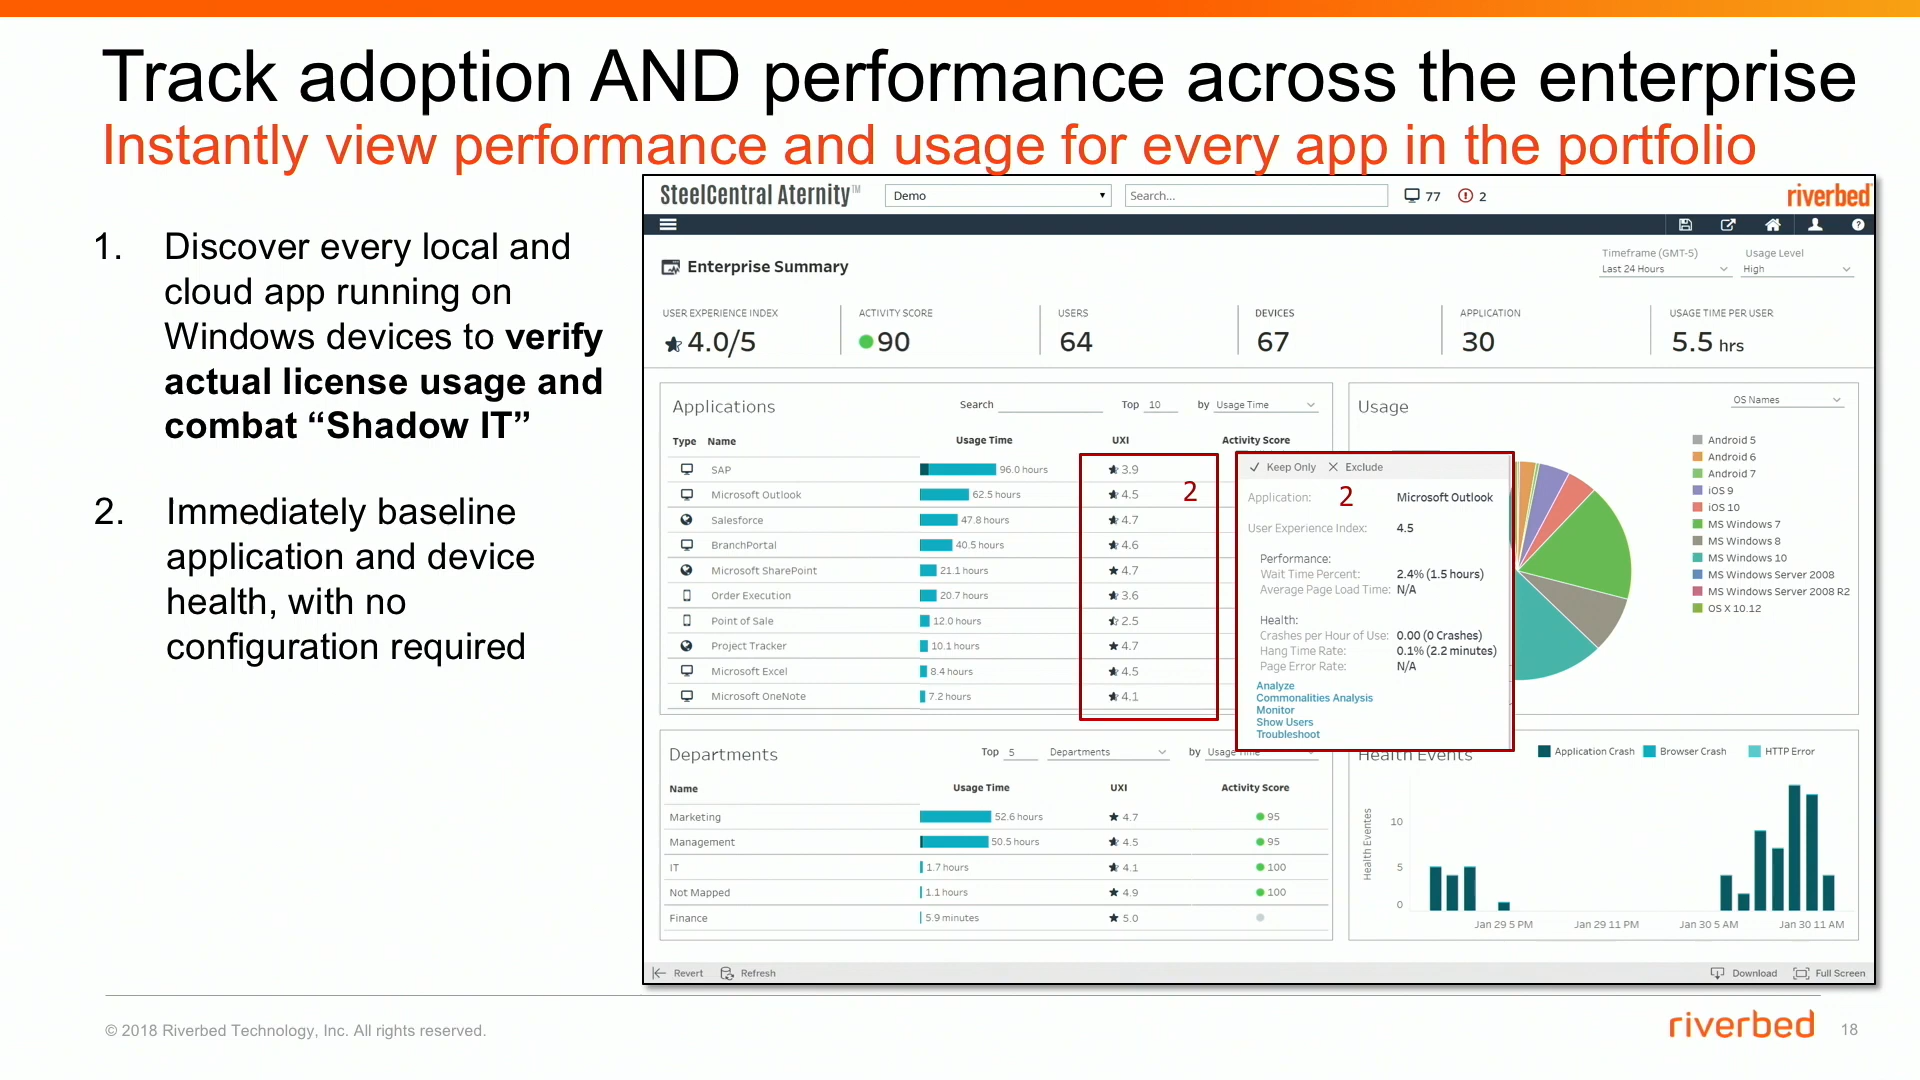 Track adoption AND performance across the enterprise
Instantly view performance and usage for every app in the portfolio
1. Discover every local and
cloud app running on
Windows devices to verify
actual license usage and
combat “Shadow IT”
2. Immediately baseline
application and device
health, with no
configuration required
SteelCentral Aternity™ Demo Search... 77 2 riverbed
Enterprise Summary
Timeframe (GMT-5) Usage Level
Last 24 Hours High
USER EXPERIENCE INDEX ACTIVITY SCORE USERS DEVICES APPLICATION USAGE TIME PER USER
4.0/5 90 64 67 30 5.5 hrs
Applications Search Top 10 by Usage Time
Type Name Usage Time UXI Activity Score
SAP 96.0 hours 3.9
Microsoft Outlook 62.5 hours 4.5 2
Salesforce 47.8 hours 4.7
BranchPortal 40.5 hours 4.6
Microsoft SharePoint 21.1 hours 4.7
Order Execution 20.7 hours 3.6
Point of Sale 12.0 hours 2.5
Project Tracker 10.1 hours 4.7
Microsoft Excel 8.4 hours 4.5
Microsoft OneNote 7.2 hours 4.1
Keep Only Exclude
Application: 2 Microsoft Outlook
User Experience Index: 4.5
Performance:
Wait Time Percent: 2.4% (1.5 hours)
Average Page Load Time: N/A
Health:
Crashes per Hour of Use: 0.00 (0 Crashes)
Hang Time Rate: 0.1% (2.2 minutes)
Page Error Rate: N/A
Analyze
Commonalities Analysis
Monitor
Show Users
Troubleshoot
Usage OS Names
Android 5
Android 6
Android 7
iOS 9
iOS 10
MS Windows 7
MS Windows 8
MS Windows 10
MS Windows Server 2008
MS Windows Server 2008 R2
OS X 10.12
Departments Top 5 Departments by Usage Time
Name Usage Time UXI Activity Score
Marketing 52.6 hours 4.7 95
Management 50.5 hours 4.5 95
IT 1.7 hours 4.1 100
Not Mapped 1.1 hours 4.9 100
Finance 5.9 minutes 5.0
Health Events Application Crash Browser Crash HTTP Error
Health Eventes
10
5
0
Jan 29 5 PM Jan 29 11 PM Jan 30 5 AM Jan 30 11 AM
Revert Refresh Download Full Screen
© 2018 Riverbed Technology, Inc. All rights reserved. riverbed 18